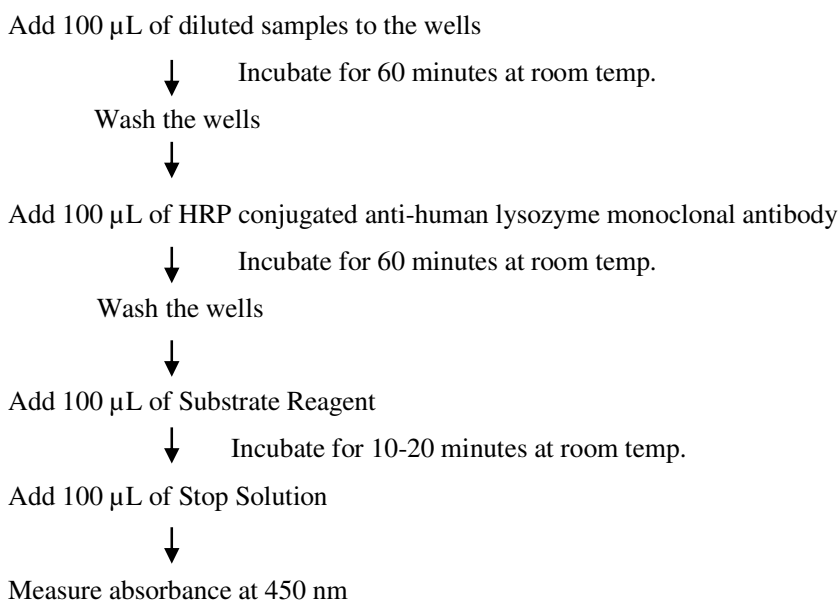 Add 100 µL of diluted samples to the wells
Incubate for 60 minutes at room temp.
Wash the wells
Add 100 µL of HRP conjugated anti-human lysozyme monoclonal antibody
Incubate for 60 minutes at room temp.
Wash the wells
Add 100 µL of Substrate Reagent
Incubate for 10-20 minutes at room temp.
Add 100 µL of Stop Solution
Measure absorbance at 450 nm